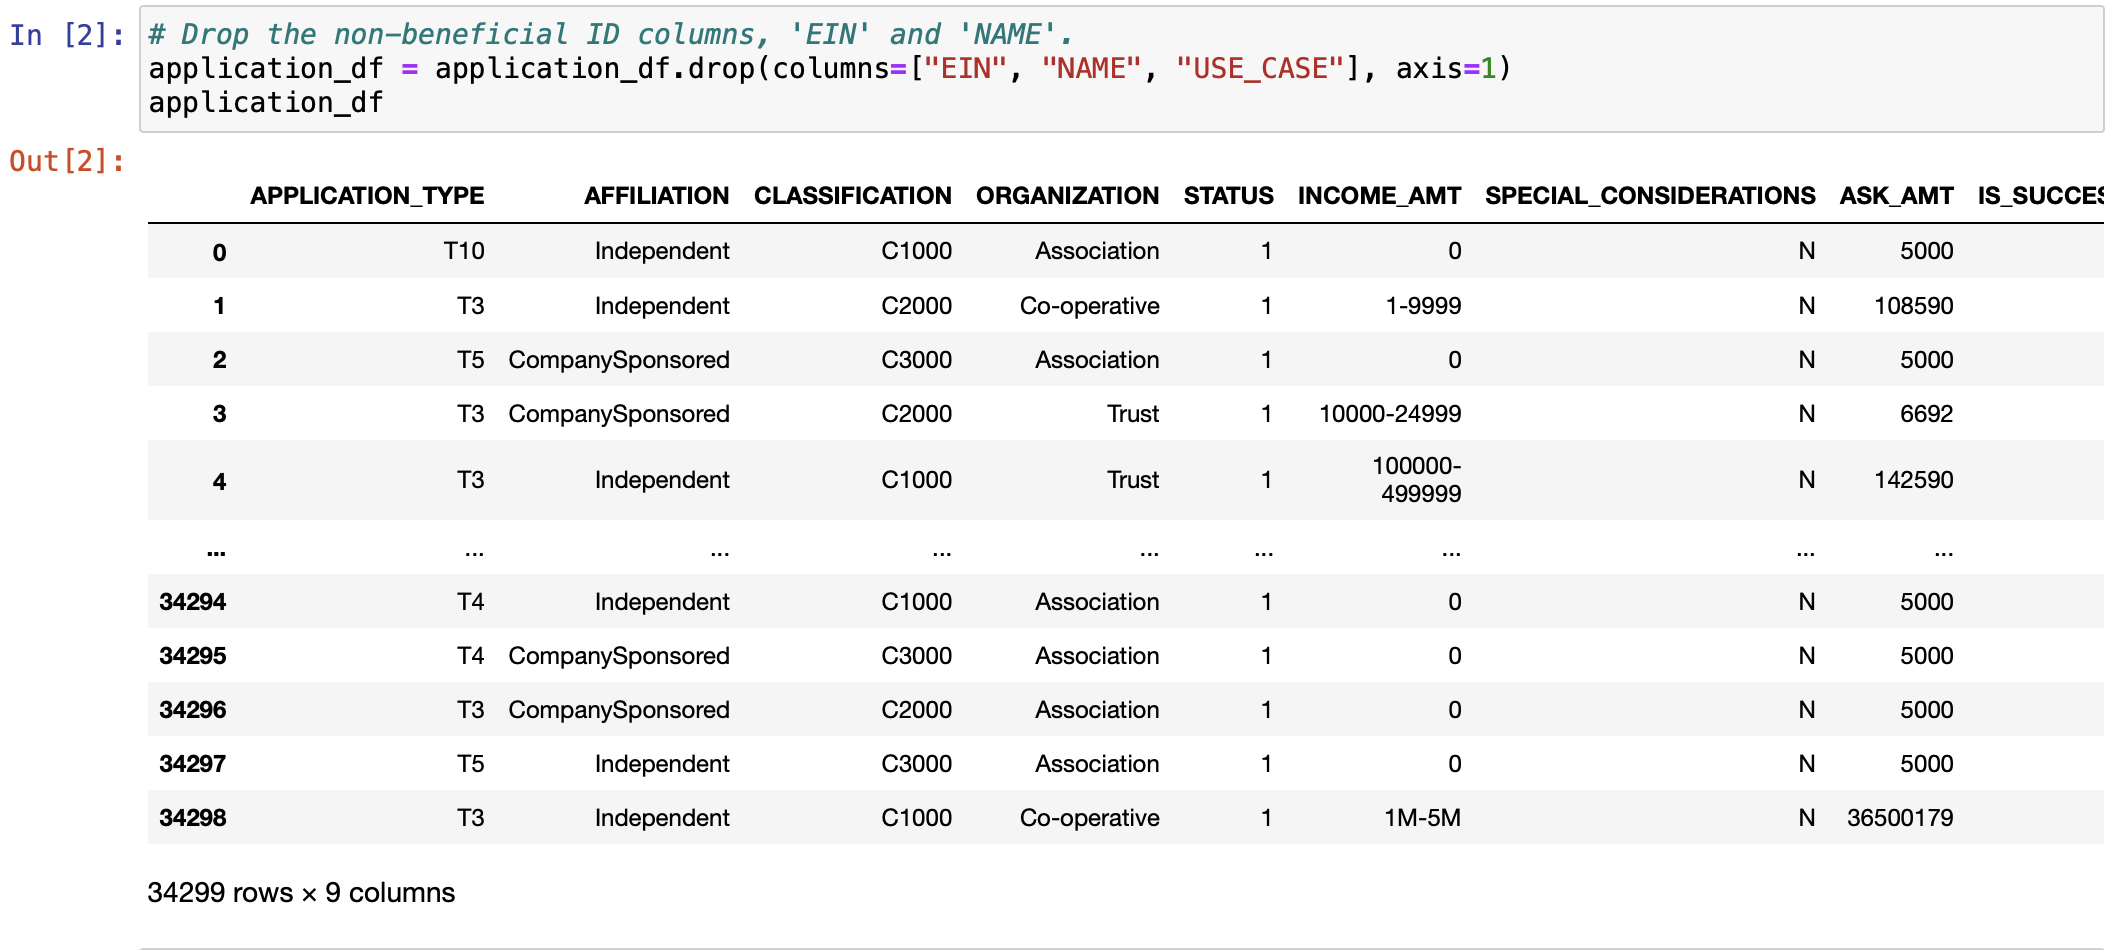 In [2]: # Drop the non-beneficial ID columns, 'EIN' and 'NAME'.
application_df = application_df.drop(columns=["EIN", "NAME", "USE_CASE"], axis=1)
application_df
Out[2]:
APPLICATION_TYPE AFFILIATION CLASSIFICATION ORGANIZATION STATUS INCOME_AMT SPECIAL_CONSIDERATIONS ASK_AMT IS_SUCCES
0 T10 Independent C1000 Association 1 0 N 5000
1 T3 Independent C2000 Co-operative 1 1-9999 N 108590
2 T5 CompanySponsored C3000 Association 1 0 N 5000
3 T3 CompanySponsored C2000 Trust 1 10000-24999 N 6692
4 T3 Independent C1000 Trust 1 100000-
499999 N 142590
... ... ... ... ... ... ... ... ...
34294 T4 Independent C1000 Association 1 0 N 5000
34295 T4 CompanySponsored C3000 Association 1 0 N 5000
34296 T3 CompanySponsored C2000 Association 1 0 N 5000
34297 T5 Independent C3000 Association 1 0 N 5000
34298 T3 Independent C1000 Co-operative 1 1M-5M N 36500179
34299 rows × 9 columns